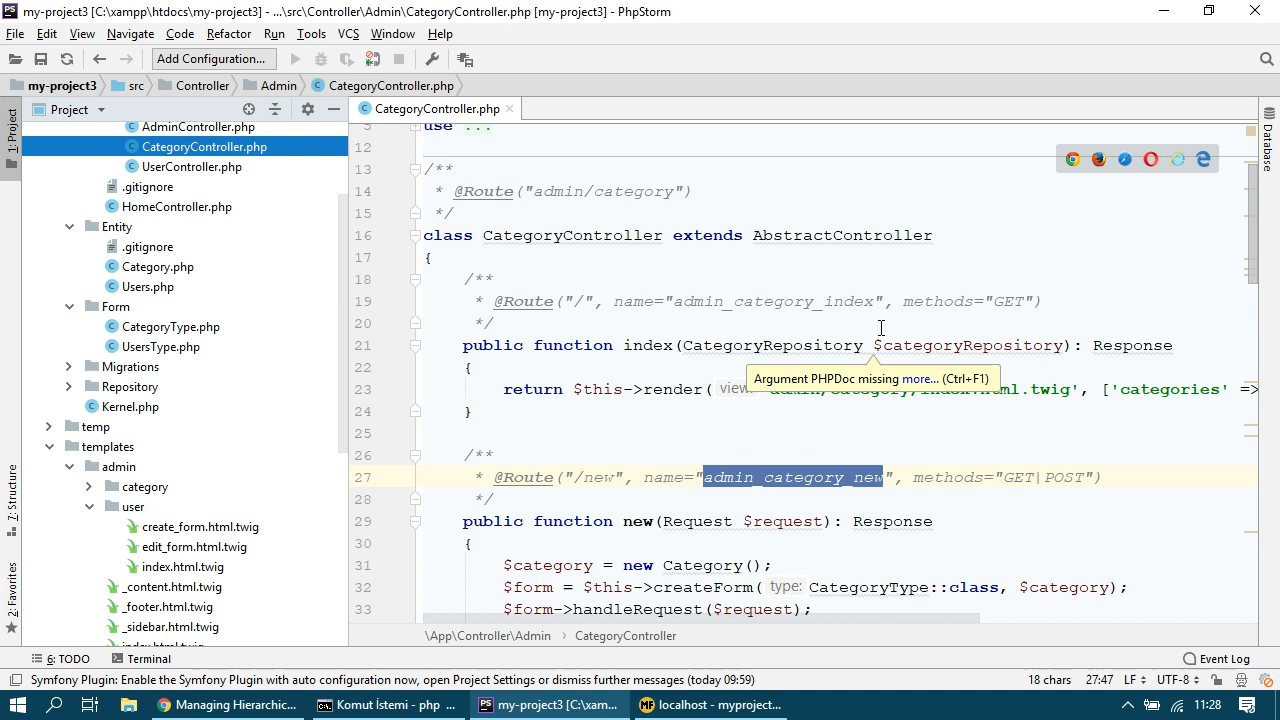 my-project3 [C:\xampp\htdocs\my-project3] - ...\src\Controller\Admin\CategoryController.php [my-project3] - PhpStorm
File Edit View Navigate Code Refactor Run Tools VCS Window Help
Add Configuration...
my-project3 src Controller Admin CategoryController.php
Project
CategoryController.php
1: Project
7: Structure
2: Favorites
Database
AdminController.php
CategoryController.php
UserController.php
.gitignore
HomeController.php
Entity
.gitignore
Category.php
Users.php
Form
CategoryType.php
UsersType.php
Migrations
Repository
Kernel.php
temp
templates
admin
category
user
create_form.html.twig
edit_form.html.twig
index.html.twig
_content.html.twig
_footer.html.twig
_sidebar.html.twig
index.html.twig
5 use ...
12
13 /**
14 * @Route("admin/category")
15 */
16 class CategoryController extends AbstractController
17 {
18 /**
19 * @Route("/", name="admin_category_index", methods="GET")
20 */
21 public function index(CategoryRepository $categoryRepository): Response
22 {
Argument PHPDoc missing more... (Ctrl+F1)
23 return $this->render( view: 'admin/category/index.html.twig', ['categories' =>
24 }
25
26 /**
27 * @Route("/new", name="admin_category_new", methods="GET|POST")
28 */
29 public function new(Request $request): Response
30 {
31 $category = new Category();
32 $form = $this->createForm( type: CategoryType::class, $category);
33 $form->handleRequest($request);
\App\Controller\Admin › CategoryController
6: TODO Terminal Event Log
Symfony Plugin: Enable the Symfony Plugin with auto configuration now, open Project Settings or dismiss further messages (today 09:59) 18 chars 27:47 LF UTF-8
Managing Hierarchic... Komut İstemi - php ... my-project3 [C:\xam... localhost - myproject... 11:28